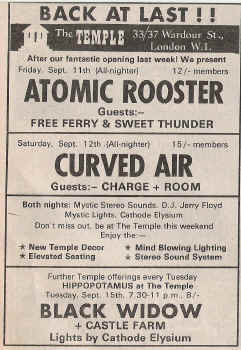 BACK AT LAST!!
The TEMPLE 33/37 Wardour St.,
London W.1.
After our fantastic opening last week! We present
Friday, Sept. 11th (All-nighter) 12/- members
ATOMIC ROOSTER
Guests:-
FREE FERRY & SWEET THUNDER
Saturday, Sept. 12th (All-nighter) 15/- members
CURVED AIR
Guests:- CHARGE + ROOM
Both nights: Mystic Stereo Sounds. D.J. Jerry Floyd
Mystic Lights. Cathode Elysium
Don't miss out, be at The Temple this weekend
Enjoy the:—
★ New Temple Decor ★ Mind Blowing Lighting
★ Elevated Seating ★ Stereo Sound System
Further Temple offerings every Tuesday
HIPPOPOTAMUS at The Temple
Tuesday, Sept. 15th, 7.30-11 p.m. 8/-
BLACK WIDOW
+ CASTLE FARM
Lights by Cathode Elysium